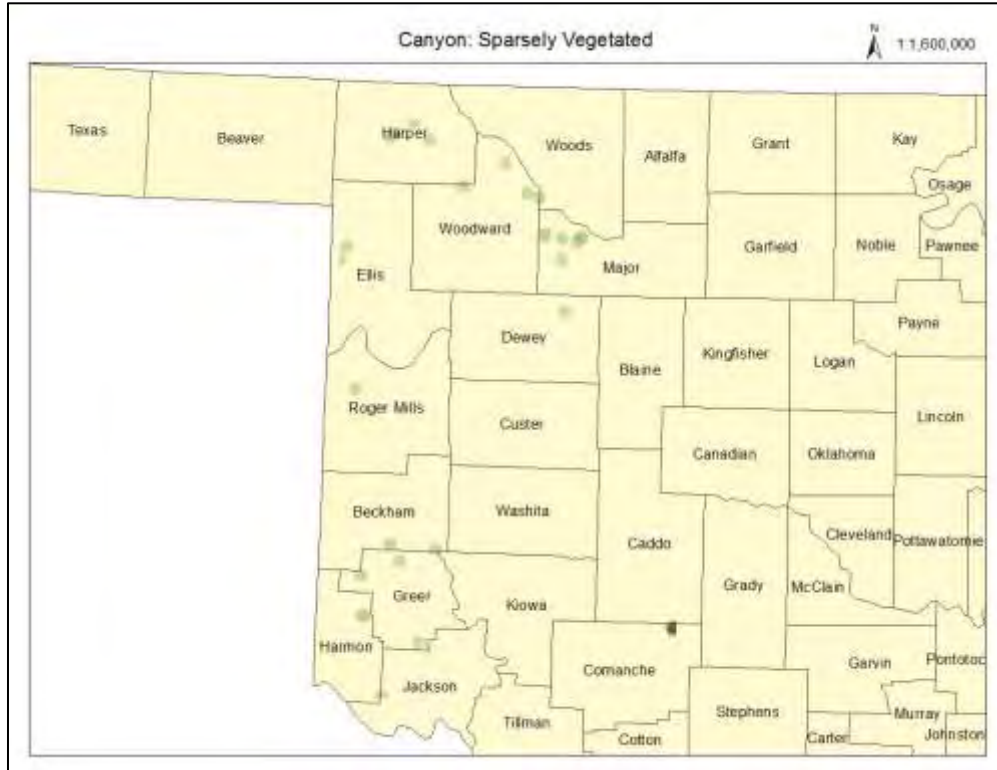 Canyon: Sparsely Vegetated
N
1:1,600,000
Texas
Beaver
Harper
Woods
Alfalfa
Grant
Kay
Osage
Woodward
Ellis
Major
Garfield
Noble
Pawnee
Dewey
Blaine
Kingfisher
Logan
Payne
Roger Mills
Custer
Canadian
Oklahoma
Lincoln
Beckham
Washita
Caddo
Grady
Cleveland
Pottawatomie
McClain
Greer
Kiowa
Harmon
Jackson
Comanche
Garvin
Pontotoc
Tillman
Cotton
Stephens
Murray
Carter
Johnston